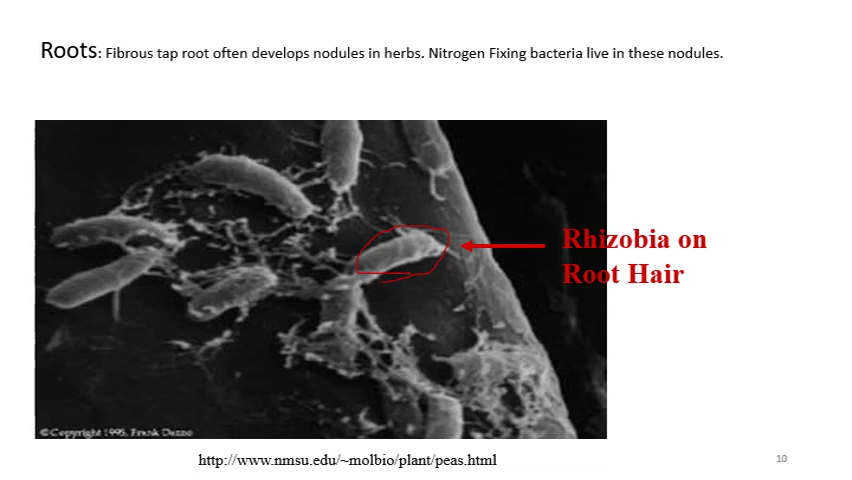 Roots: Fibrous tap root often develops nodules in herbs. Nitrogen Fixing bacteria live in these nodules.
Rhizobia on
Root Hair
©Copyright 1995, Frank Dazzo
http://www.nmsu.edu/~molbio/plant/peas.html
10